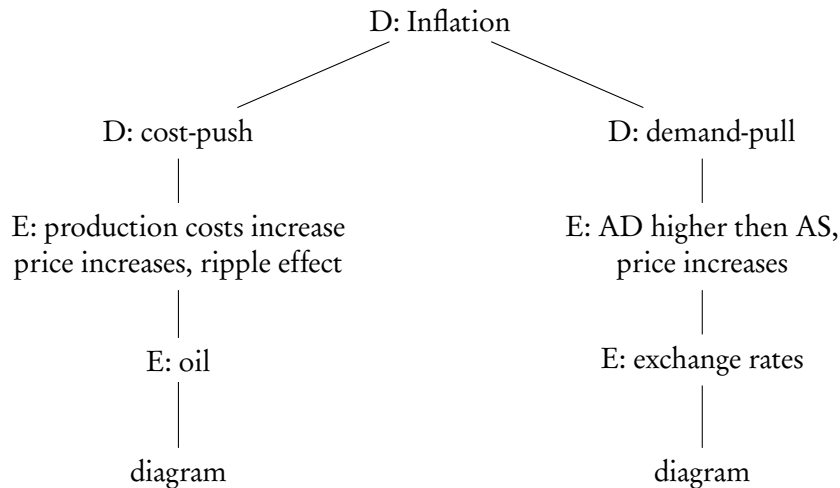 D: Inflation
D: cost-push
D: demand-pull
E: production costs increase
price increases, ripple effect
E: AD higher then AS,
price increases
E: oil
E: exchange rates
diagram
diagram